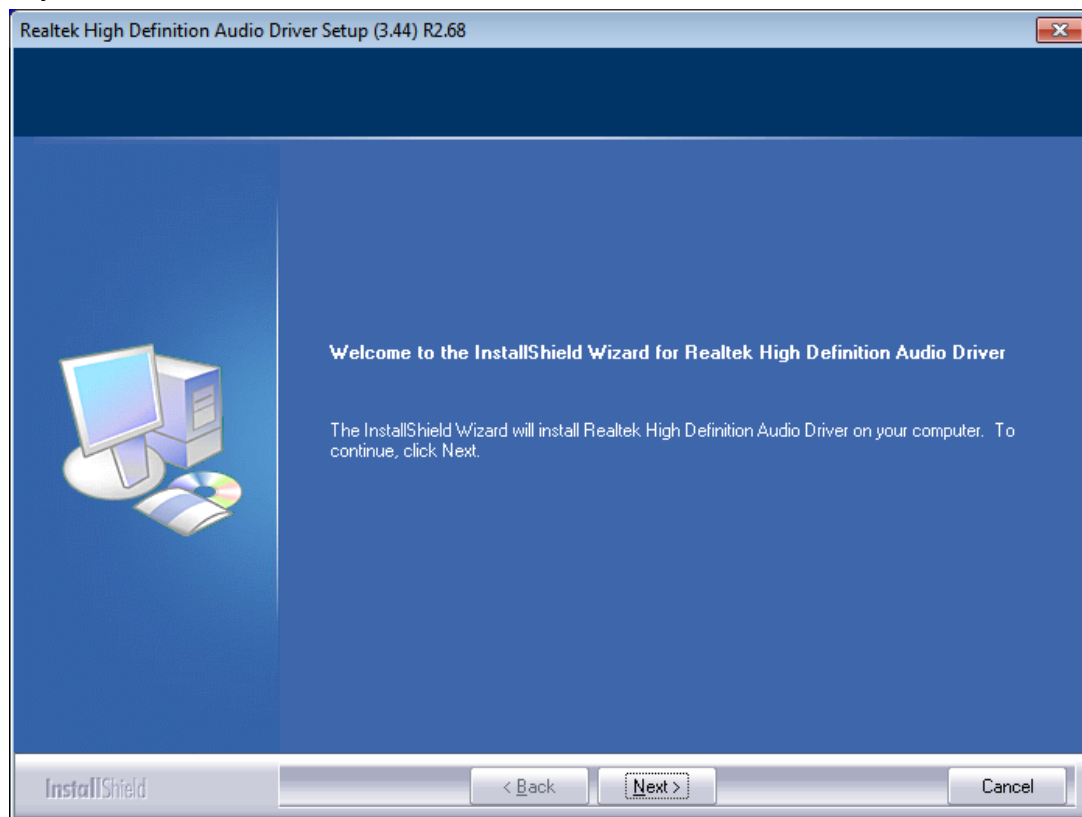 Realtek High Definition Audio Driver Setup (3.44) R2.68
Welcome to the InstallShield Wizard for Realtek High Definition Audio Driver
The InstallShield Wizard will install Realtek High Definition Audio Driver on your computer. To
continue, click Next.
InstallShield
< Back
Next >
Cancel